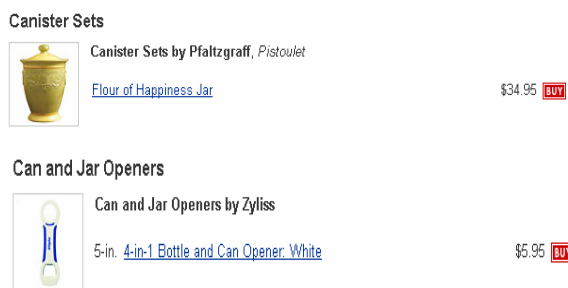 Canister Sets
Canister Sets by Pfaltzgraff, Pistoulet
Flour of Happiness Jar $34.95 BUY
Can and Jar Openers
Can and Jar Openers by Zyliss
5-in. 4-in-1 Bottle and Can Opener: White $5.95 BUY